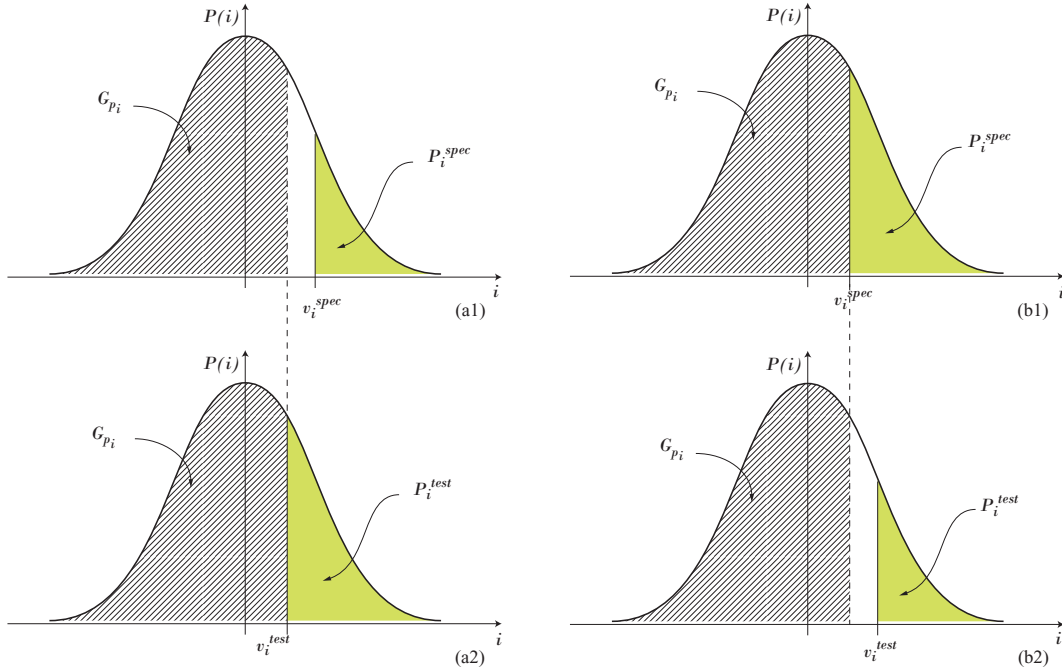 P(i)
G_{p_i}
P_i^{spec}
v_i^{spec}
i
(a1)
P(i)
G_{p_i}
P_i^{spec}
v_i^{spec}
i
(b1)
P(i)
G_{p_i}
P_i^{test}
v_i^{test}
i
(a2)
P(i)
G_{p_i}
P_i^{test}
v_i^{test}
i
(b2)